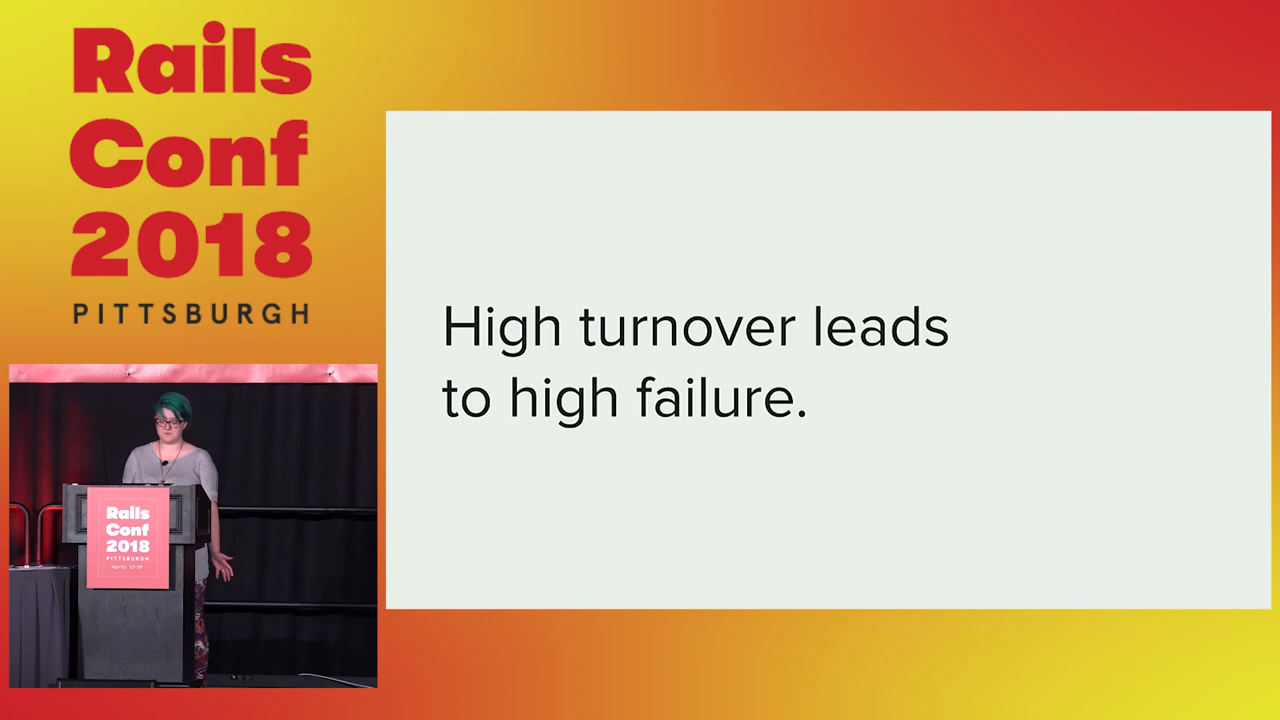 Rails
Conf
2018
PITTSBURGH
High turnover leads
to high failure.
Rails
Conf
2018
PITTSBURGH